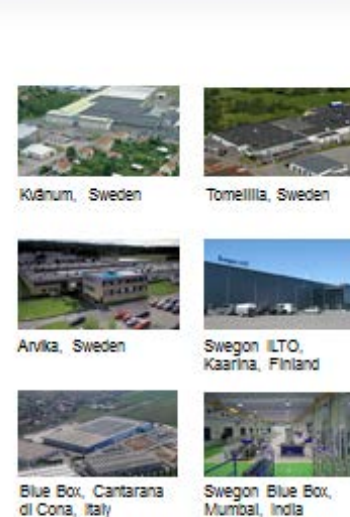 Kvänum, Sweden
Tomelilla, Sweden
Arvika, Sweden
Swegon ILTO,
Kaarina, Finland
Blue Box, Cantarana
di Cona, Italy
Swegon Blue Box,
Mumbai, India